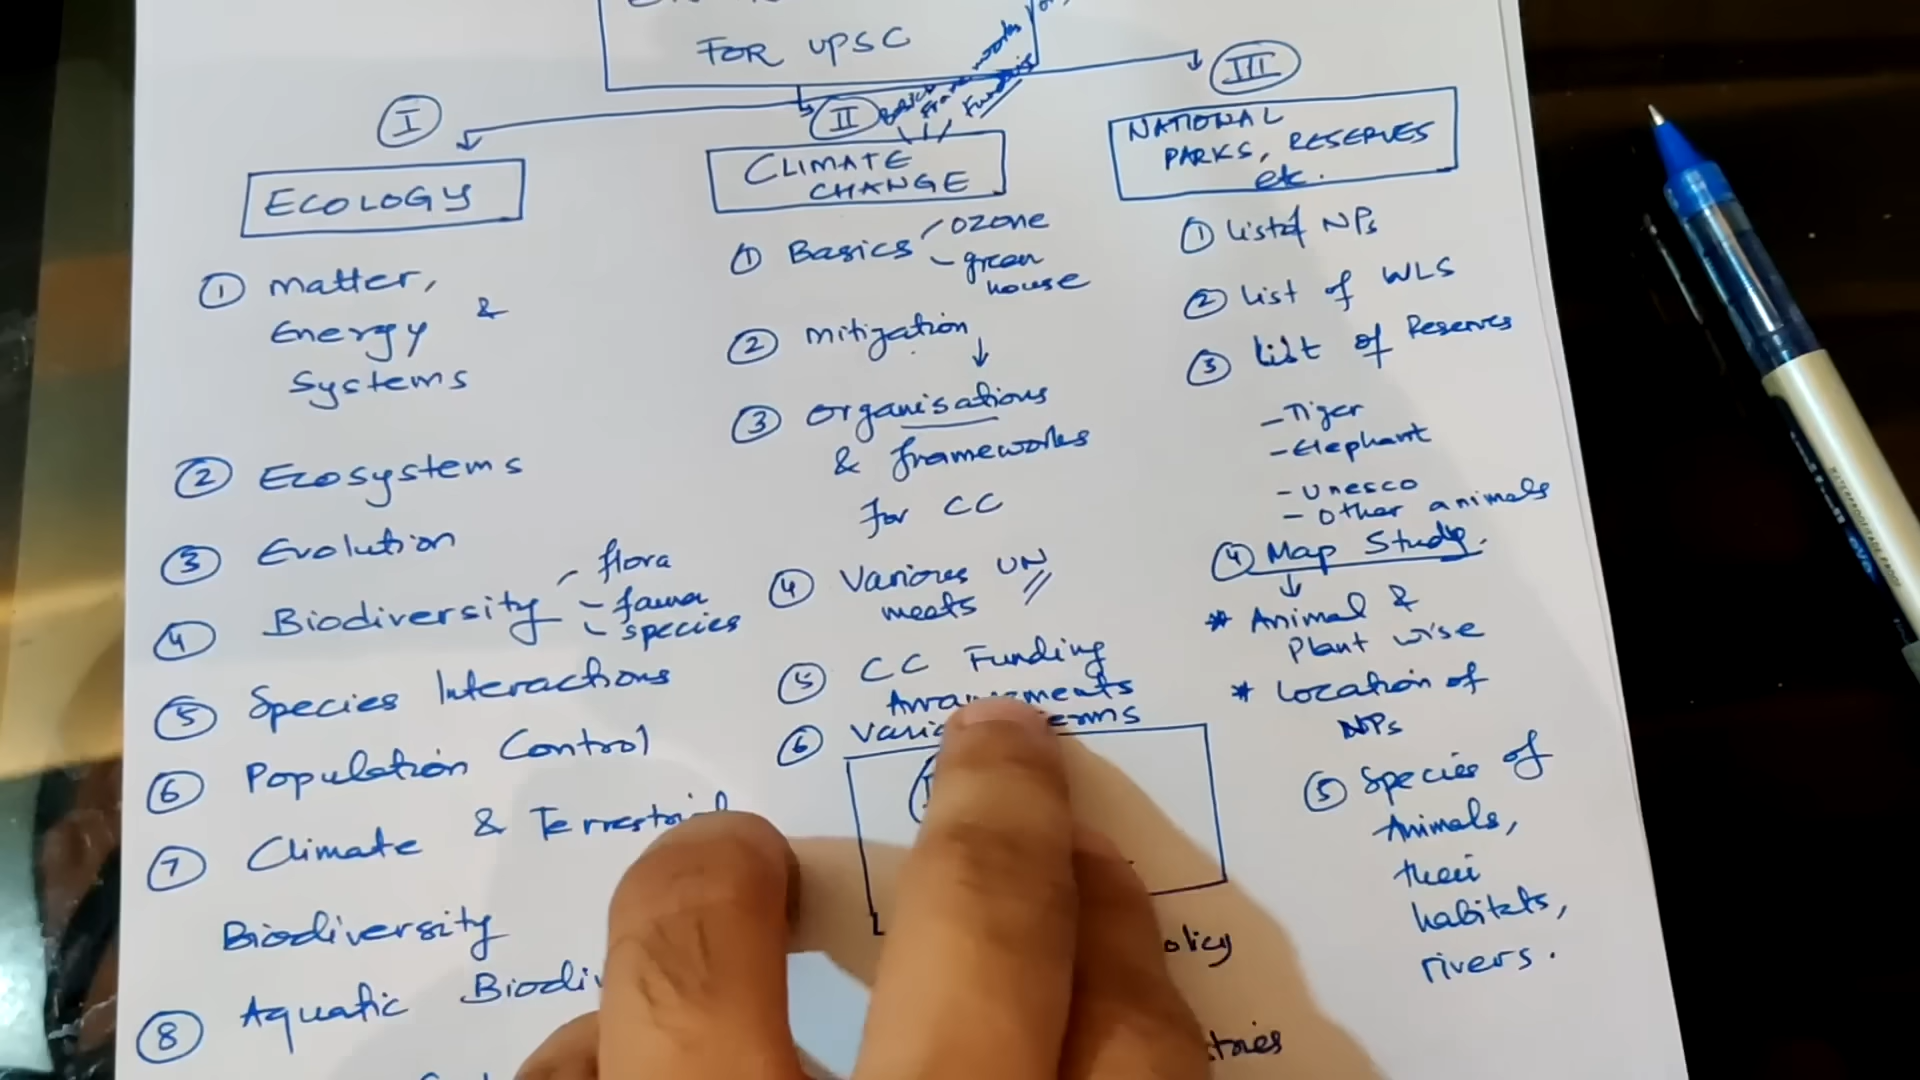 FOR UPSC
I
ECOLOGY
① matter,
Energy &
Systems
② Ecosystems
③ Evolution
④ Biodiversity - flora
- fauna
- species
⑤ Species Interactions
⑥ Population Control
⑦ Climate & Terrestrial
Biodiversity
⑧ Aquatic
II
Basics
CLIMATE
CHANGE
① Basics - Ozone
- green
house
② mitigation
③ organisations
& frameworks
for CC
④ Various UN
meets
⑤ CC Funding
⑥
III
NATIONAL
PARKS, RESERVES
etc.
① list of NPs
② list of WLS
③ list of Reserves
- Tiger
- Elephant
- Unesco
- Other animals
④ Map Study.
* Animal &
Plant wise
* Location of
NPs
⑤ Species of
Animals,
their
habitats,
rivers.